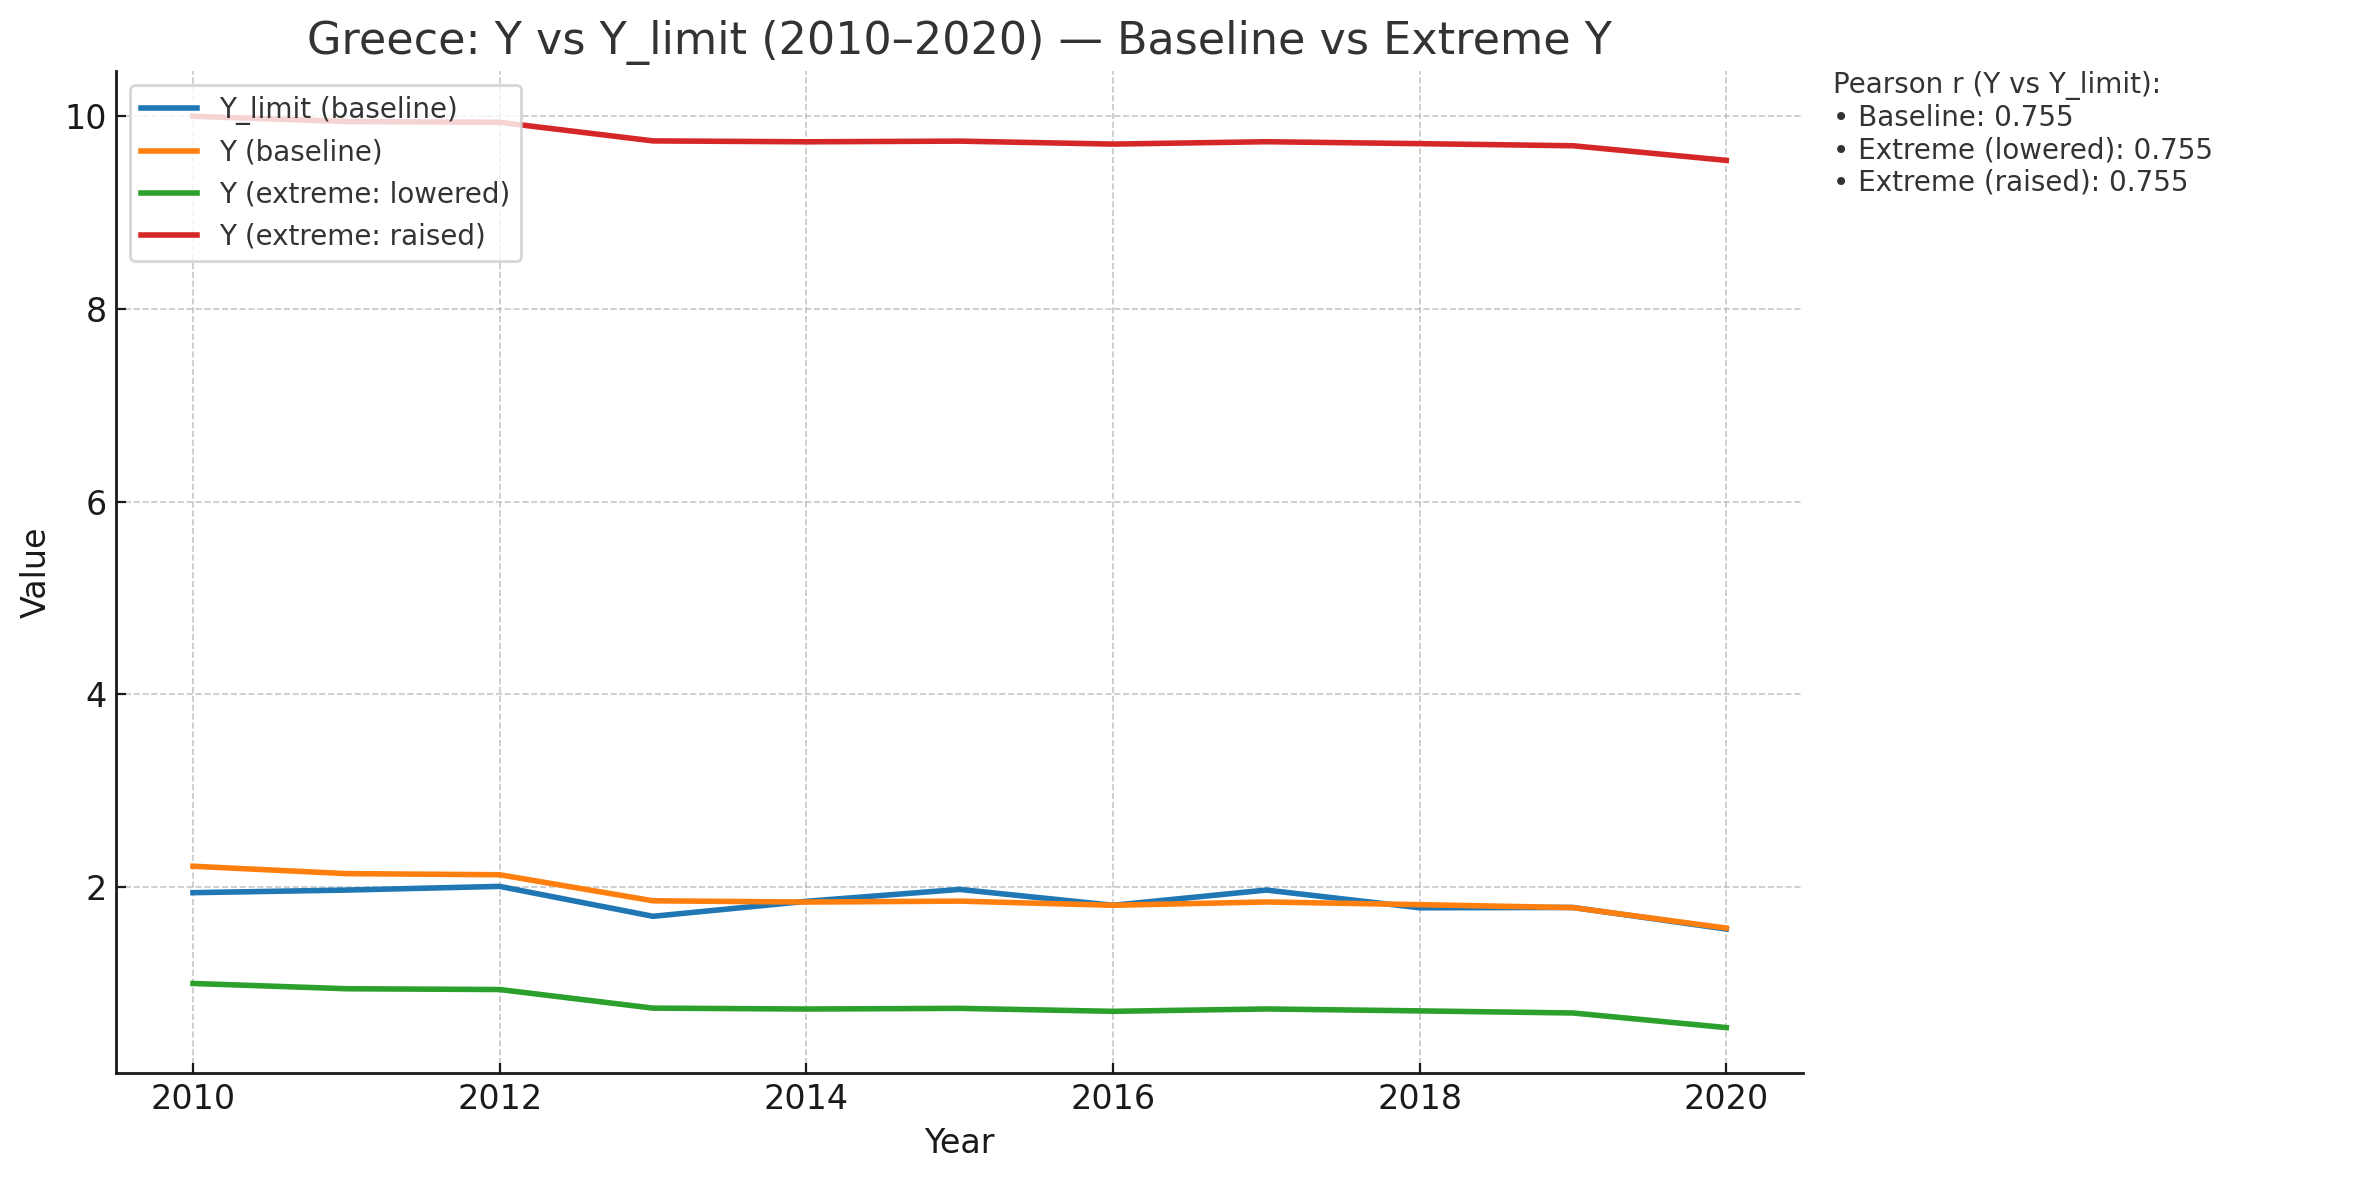 Greece: Y vs Y_limit (2010–2020) — Baseline vs Extreme Y
Pearson r (Y vs Y_limit):
• Baseline: 0.755
• Extreme (lowered): 0.755
• Extreme (raised): 0.755
Y_limit (baseline)
Y (baseline)
Y (extreme: lowered)
Y (extreme: raised)
10
8
6
4
2
Value
2010
2012
2014
2016
2018
2020
Year